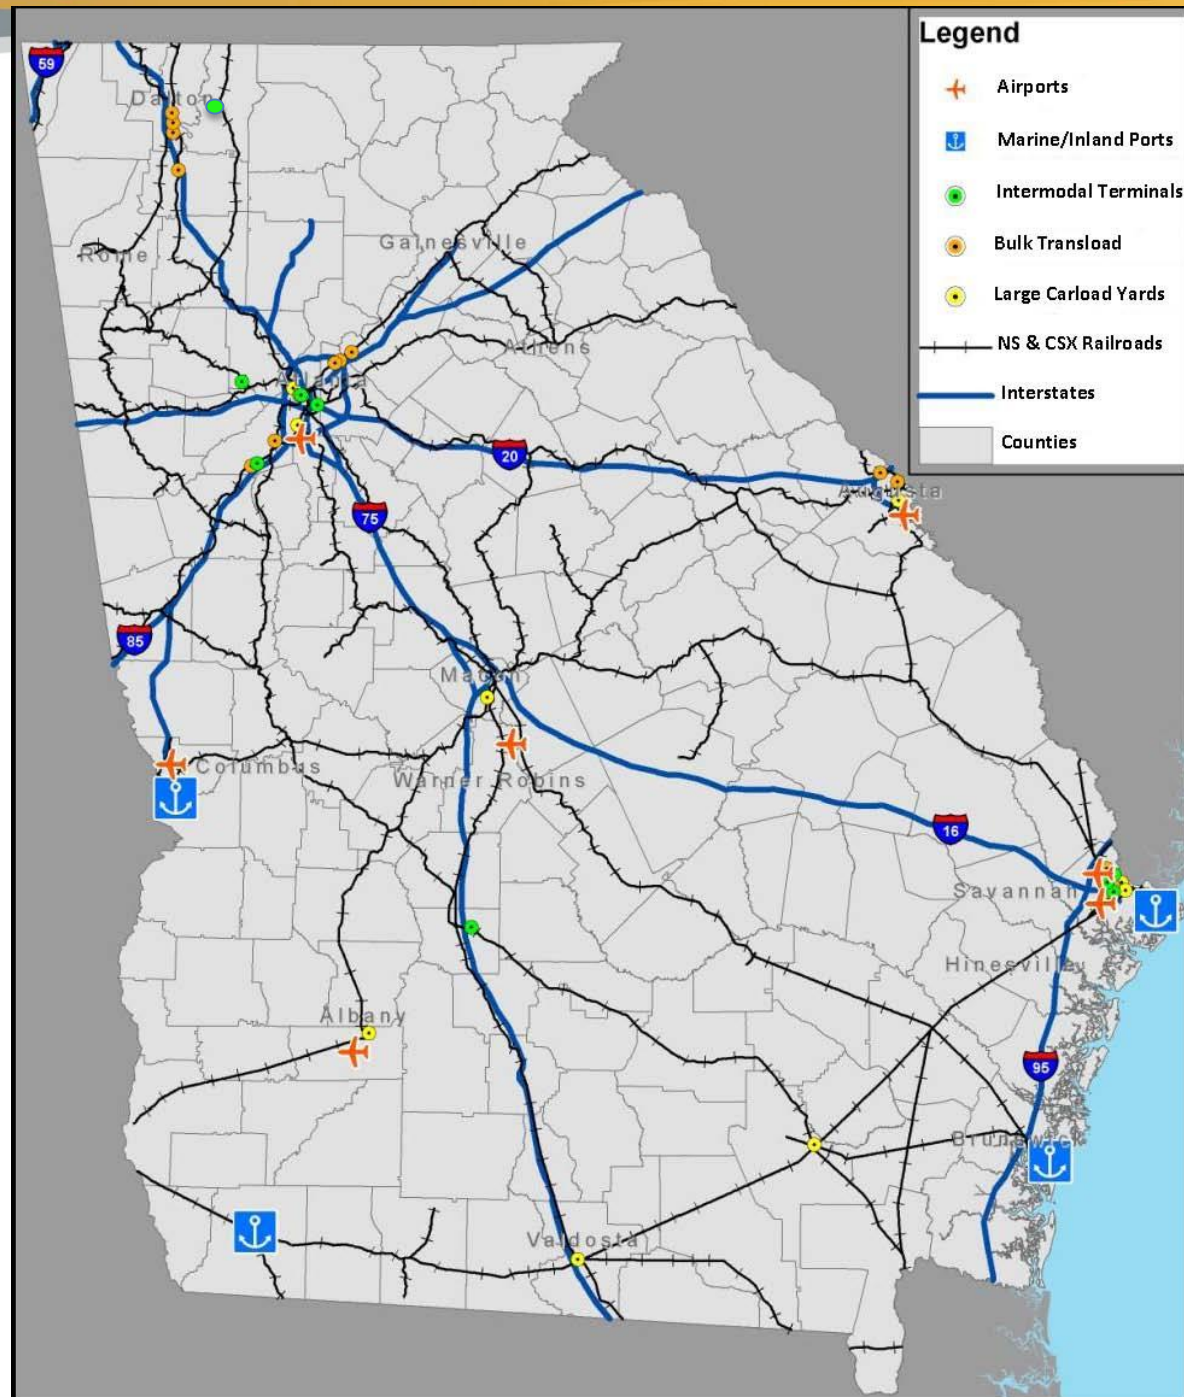 Legend
Airports
Marine/Inland Ports
Intermodal Terminals
Bulk Transload
Large Carload Yards
NS & CSX Railroads
Interstates
Counties
59
Dalton
Gainesville
Rome
Athens
Atlanta
20
Augusta
75
85
Macon
Columbus
Warner Robins
16
Savannah
Hinesville
Albany
95
Brunswick
Valdosta